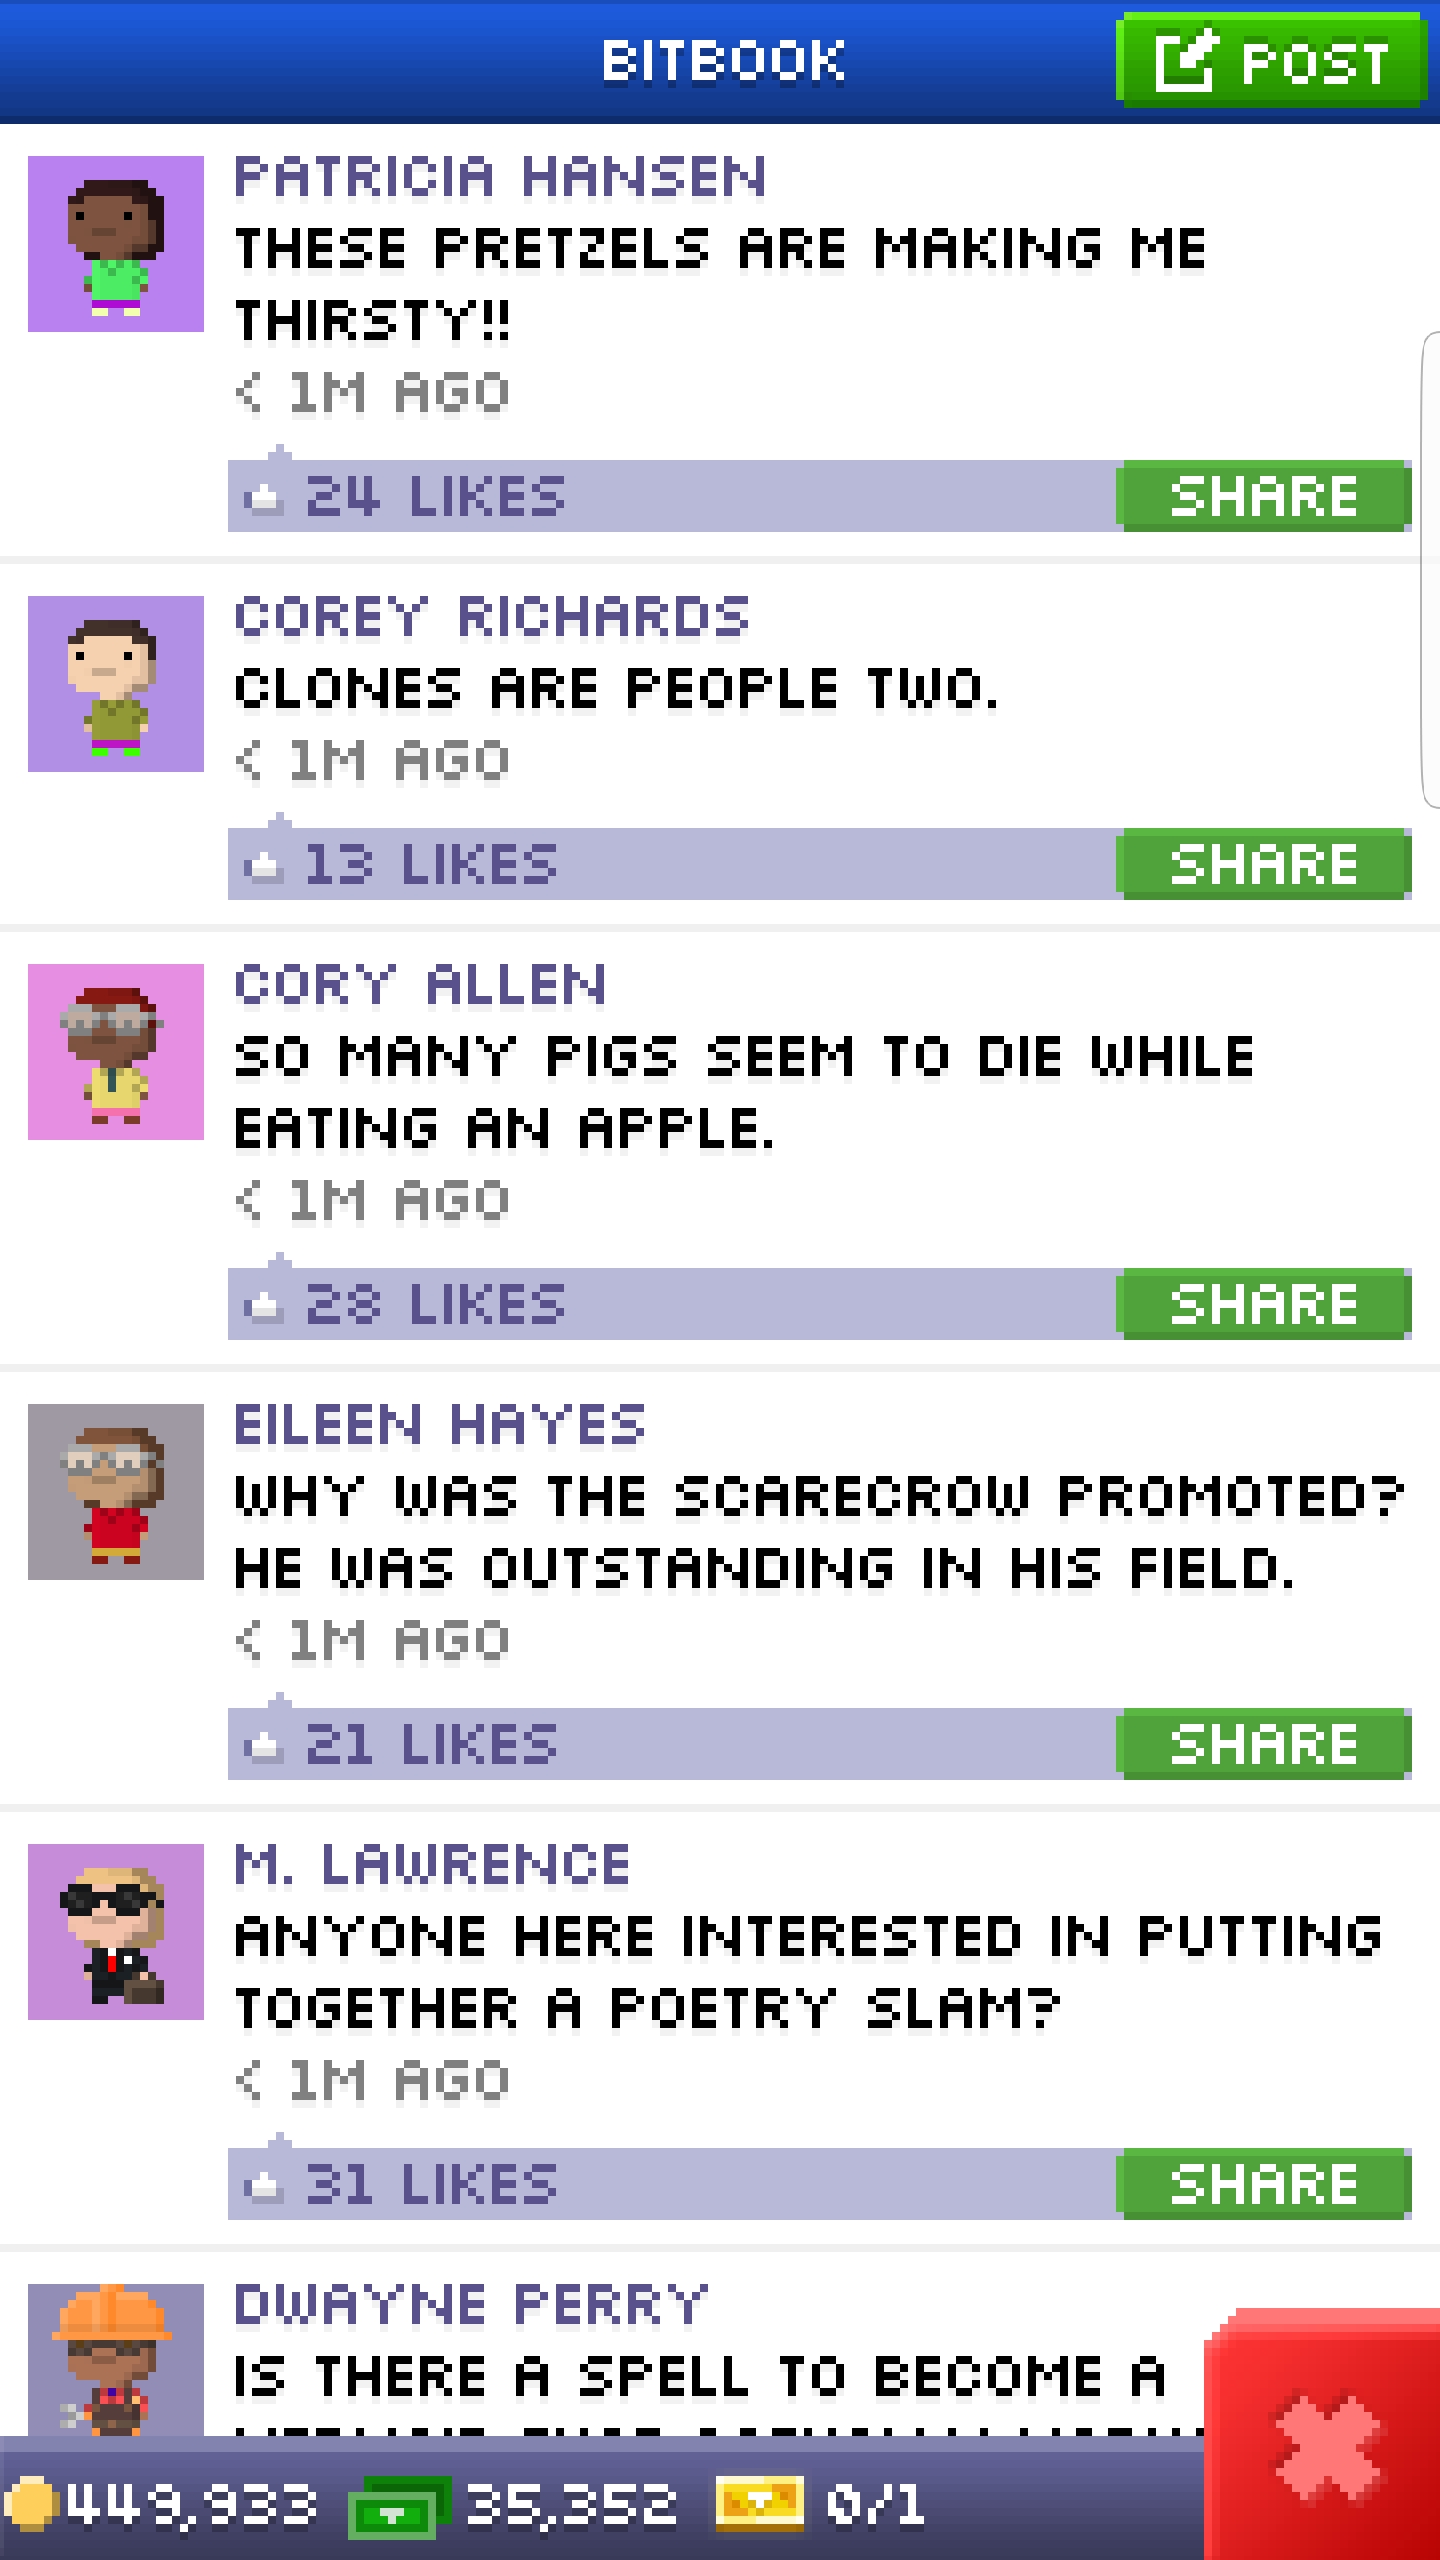 BITBOOK
POST
PATRICIA HANSEN
THESE PRETZELS ARE MAKING ME
THIRSTY!!
< 1M AGO
24 LIKES
SHARE
COREY RICHARDS
CLONES ARE PEOPLE TWO.
< 1M AGO
13 LIKES
SHARE
CORY ALLEN
SO MANY PIGS SEEM TO DIE WHILE
EATING AN APPLE.
< 1M AGO
28 LIKES
SHARE
EILEEN HAYES
WHY WAS THE SCARECROW PROMOTED?
HE WAS OUTSTANDING IN HIS FIELD.
< 1M AGO
21 LIKES
SHARE
M. LAWRENCE
ANYONE HERE INTERESTED IN PUTTING
TOGETHER A POETRY SLAM?
< 1M AGO
31 LIKES
SHARE
DWAYNE PERRY
IS THERE A SPELL TO BECOME A
449,933 35,352 0/1